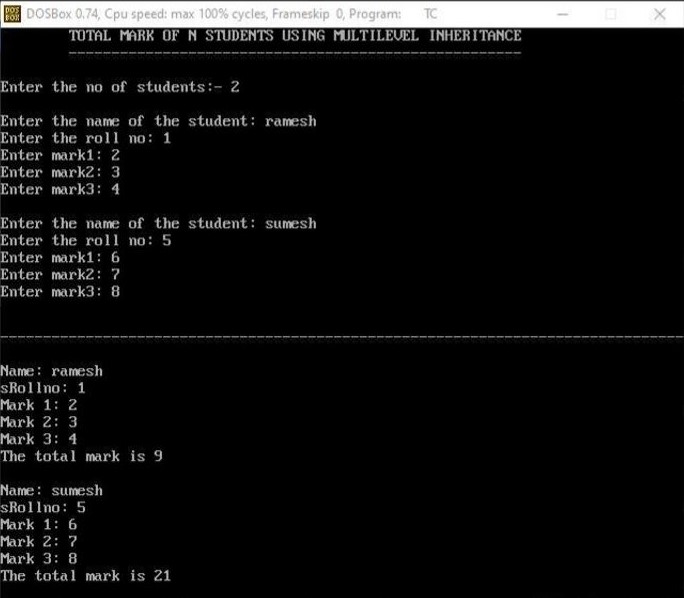 DOS BOX DOSBox 0.74, Cpu speed: max 100% cycles, Frameskip 0, Program: TC
TOTAL MARK OF N STUDENTS USING MULTILEVEL INHERITANCE
Enter the no of students:- 2
Enter the name of the student: ramesh
Enter the roll no: 1
Enter mark1: 2
Enter mark2: 3
Enter mark3: 4
Enter the name of the student: sumesh
Enter the roll no: 5
Enter mark1: 6
Enter mark2: 7
Enter mark3: 8
Name: ramesh
sRollno: 1
Mark 1: 2
Mark 2: 3
Mark 3: 4
The total mark is 9
Name: sumesh
sRollno: 5
Mark 1: 6
Mark 2: 7
Mark 3: 8
The total mark is 21